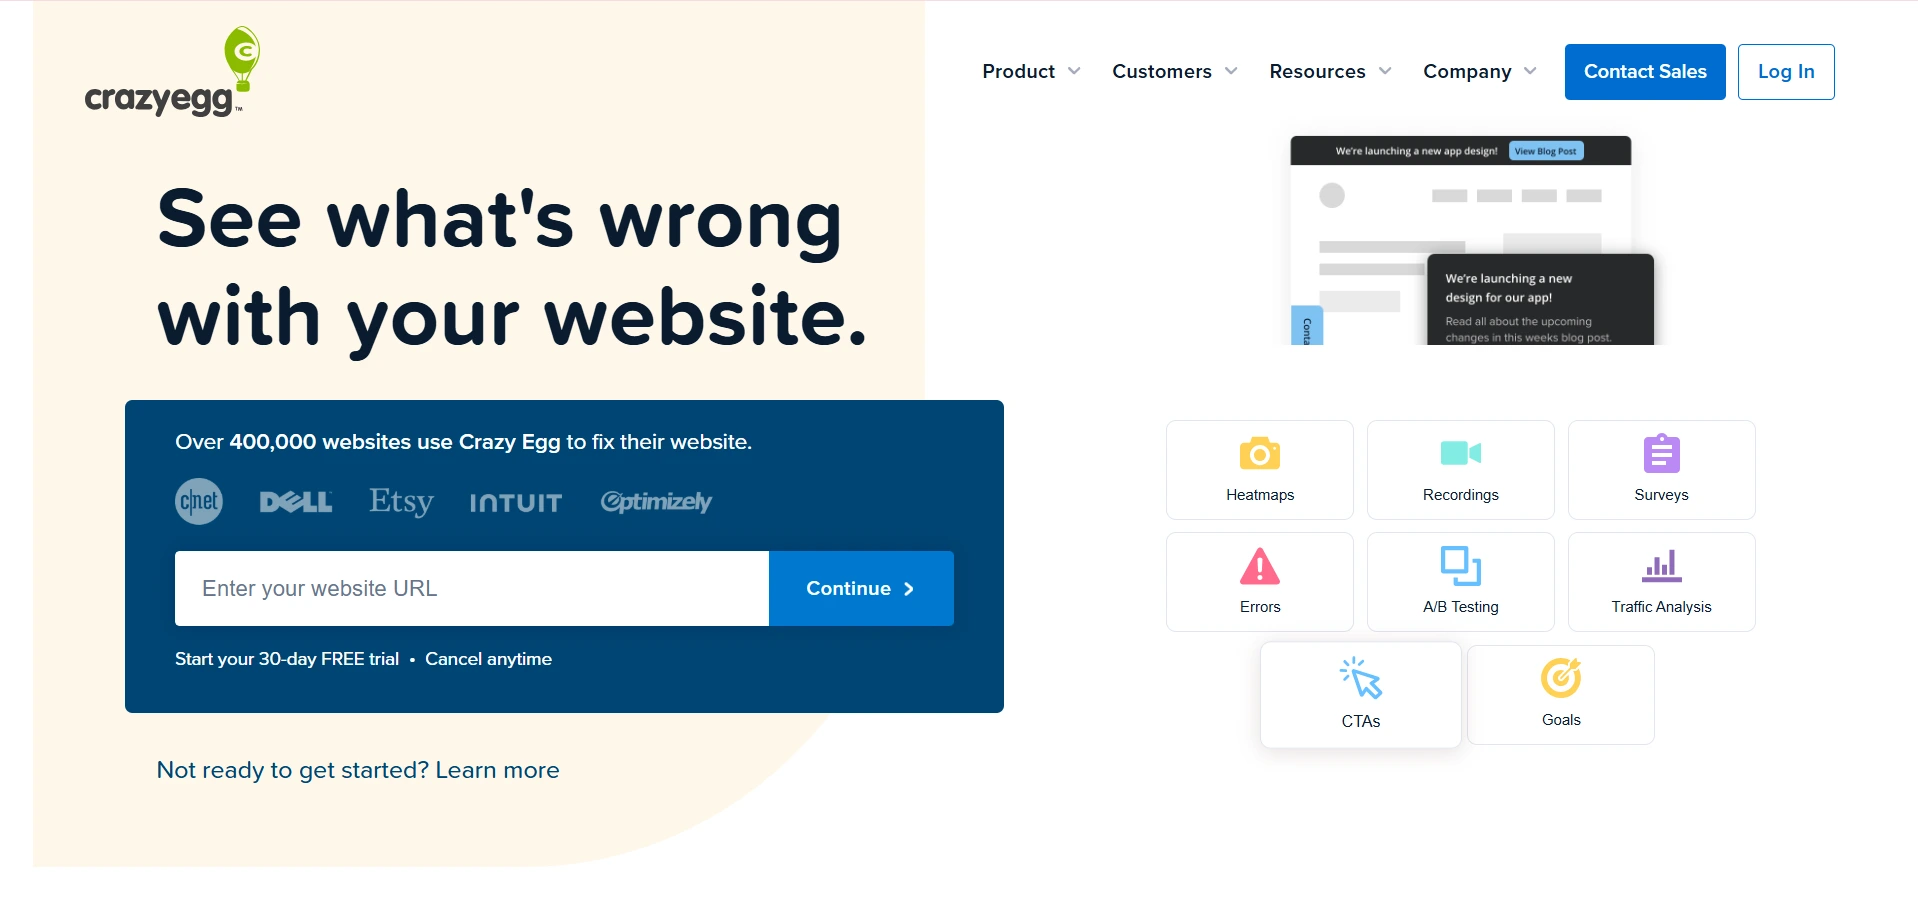 crazyegg™
Product Customers Resources Company Contact Sales Log In
See what's wrong
with your website.
Over 400,000 websites use Crazy Egg to fix their website.
c|net DELL Etsy INTUIT Optimizely
Enter your website URL
Continue
Start your 30-day FREE trial • Cancel anytime
Not ready to get started? Learn more
We're launching a new app design! View Blog Post
We're launching a new
design for our app!
Read all about the upcoming
changes in this weeks blog post.
Conta
Heatmaps Recordings Surveys
Errors A/B Testing Traffic Analysis
CTAs Goals